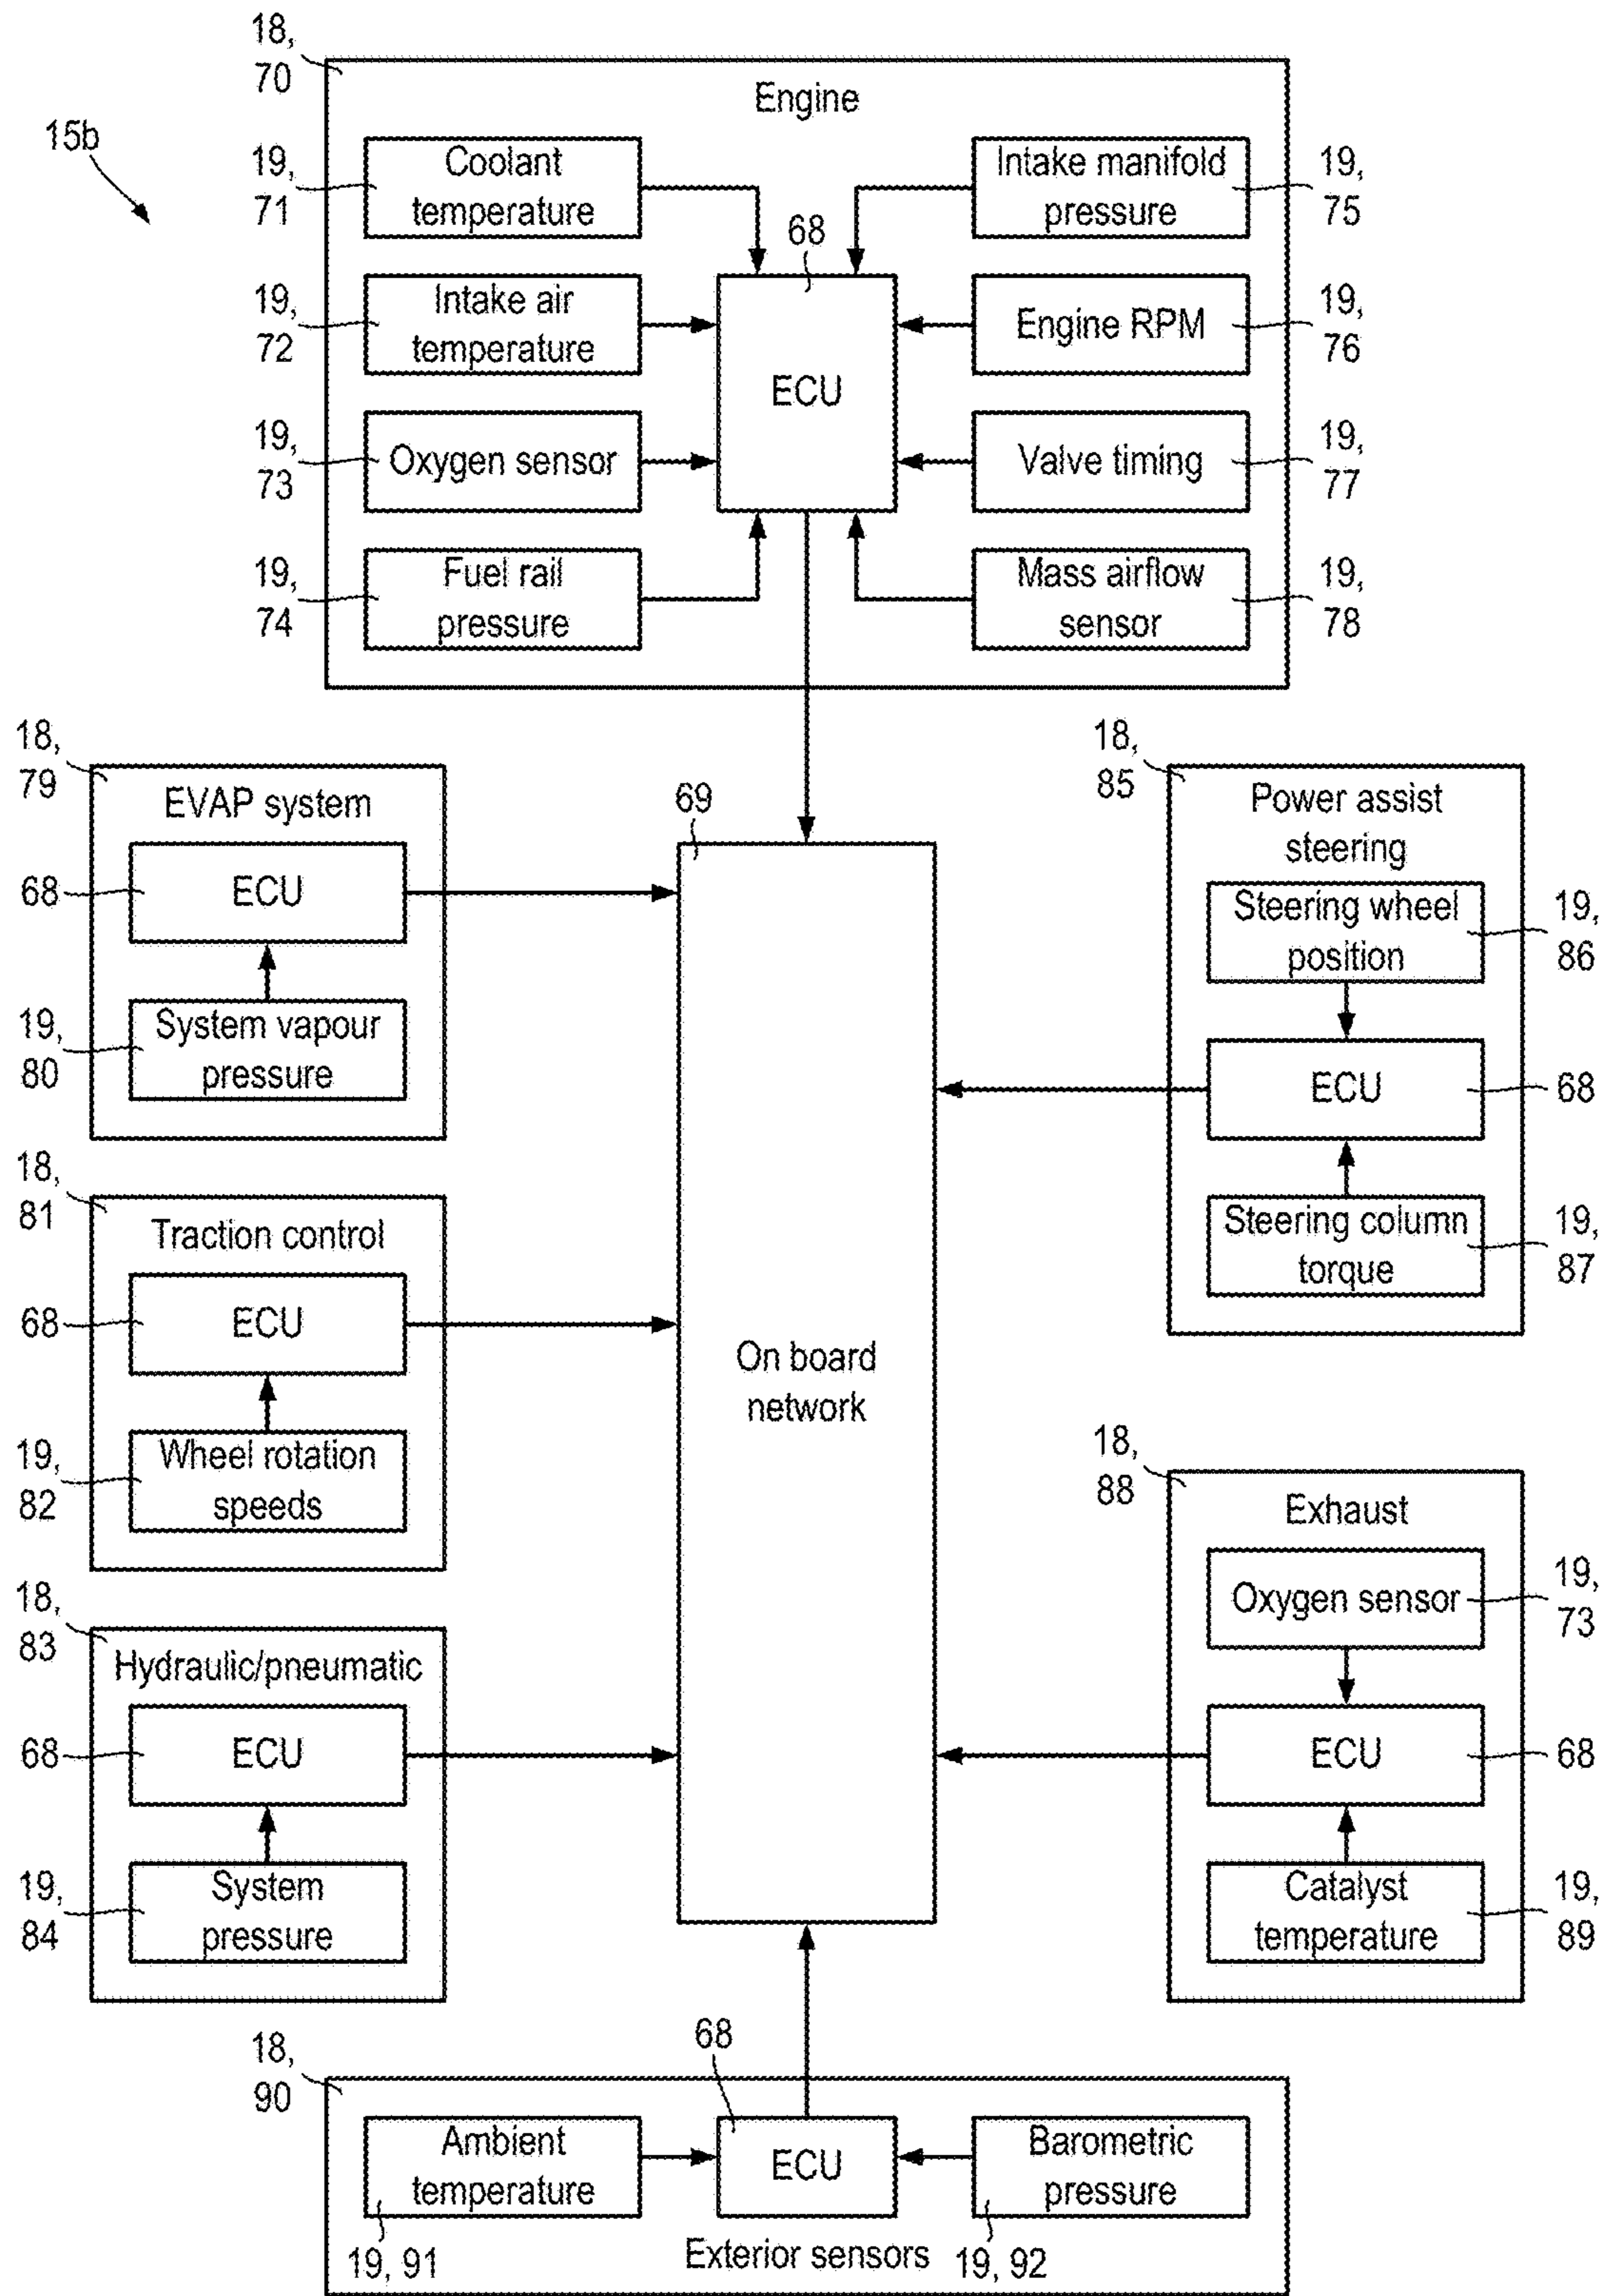 18,
70
Engine
15b
19,
71
Coolant
temperature
Intake manifold
pressure
19,
75
68
19,
72
Intake air
temperature
ECU
Engine RPM
19,
76
19,
73
Oxygen sensor
Valve timing
19,
77
19,
74
Fuel rail
pressure
Mass airflow
sensor
19,
78
18,
79
EVAP system
68
ECU
19,
80
System vapour
pressure
69
On board
network
18,
85
Power assist
steering
Steering wheel
position
19,
86
ECU
68
Steering column
torque
19,
87
18,
81
Traction control
68
ECU
19,
82
Wheel rotation
speeds
18,
83
Hydraulic/pneumatic
68
ECU
19,
84
System
pressure
18,
88
Exhaust
Oxygen sensor
19,
73
ECU
68
Catalyst
temperature
19,
89
18,
90
68
Ambient
temperature
ECU
Barometric
pressure
19, 91
Exterior sensors
19, 92